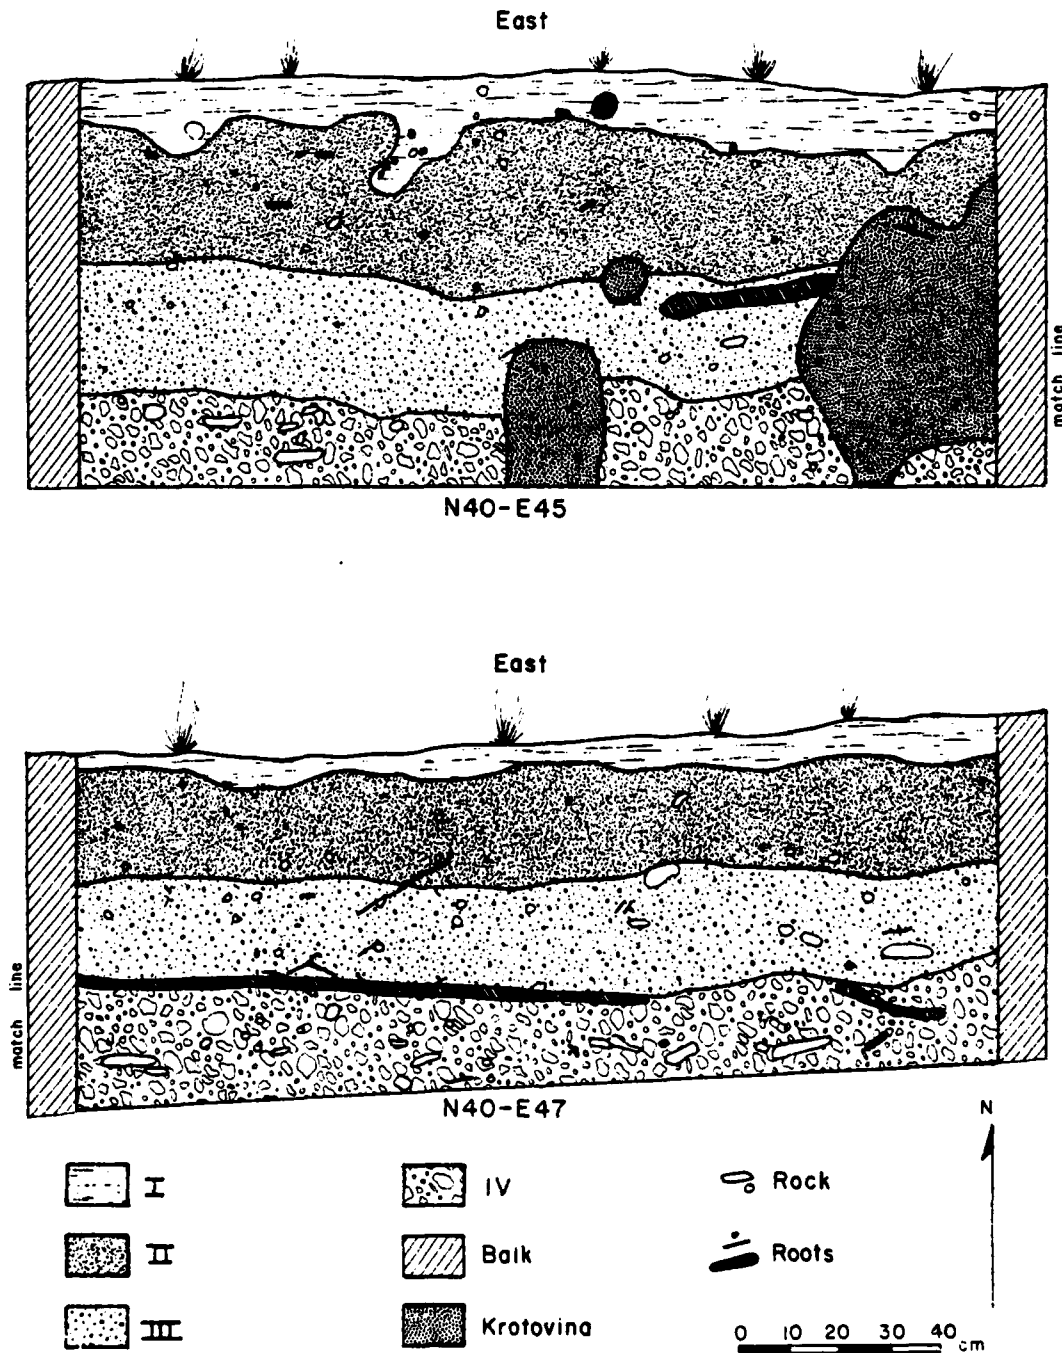 East
match line
N40-E45
East
match line
N40-E47
N
I
IV
Rock
II
Balk
Roots
III
Krotovina
0 10 20 30 40 cm